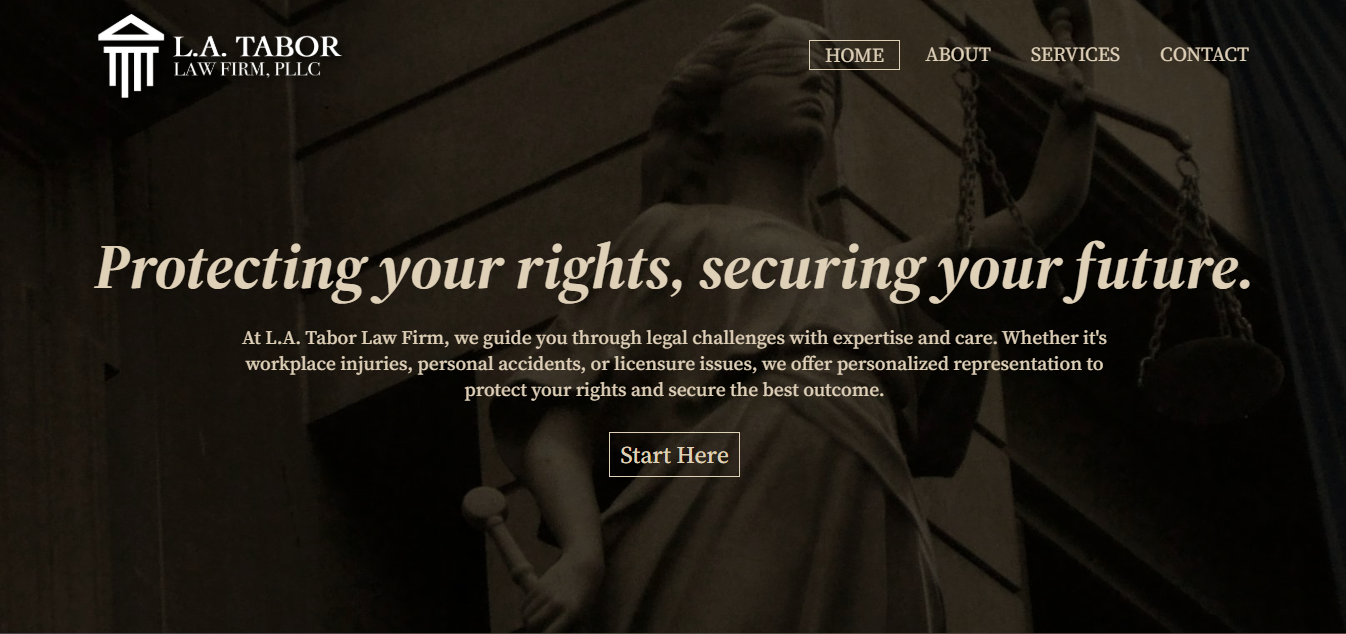 L.A. TABOR
LAW FIRM, PLLC
HOME ABOUT SERVICES CONTACT
Protecting your rights, securing your future.
At L.A. Tabor Law Firm, we guide you through legal challenges with expertise and care. Whether it's
workplace injuries, personal accidents, or licensure issues, we offer personalized representation to
protect your rights and secure the best outcome.
Start Here